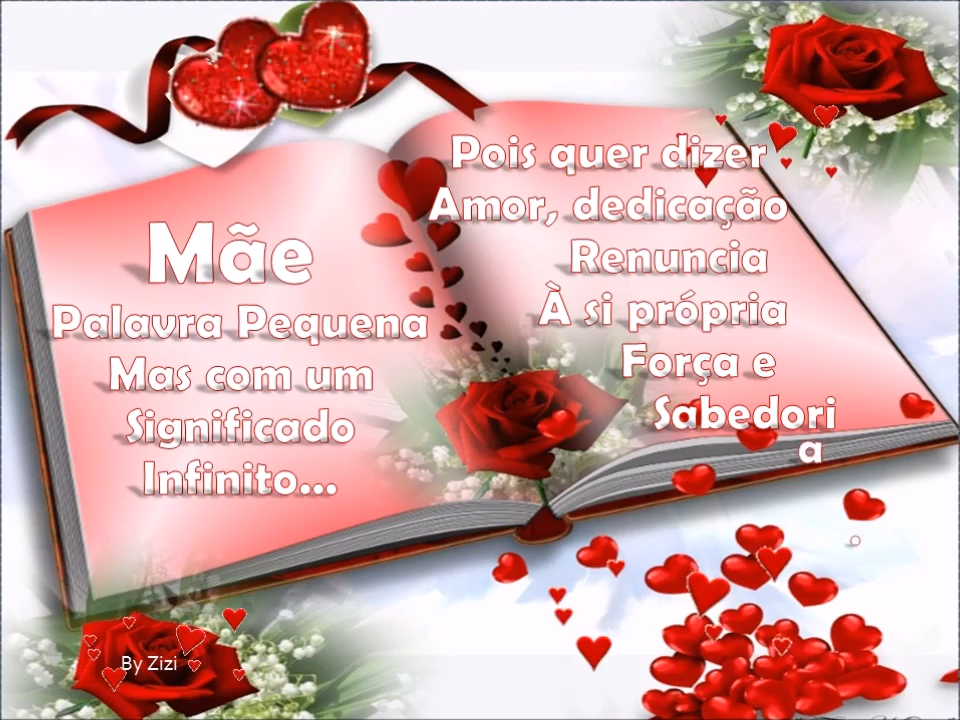 Mãe
Palavra Pequena
Mas com um
Significado
Infinito...
Pois quer dizer
Amor, dedicação
Renuncia
À si própria
Força e
Sabedori
a
.
By Zizi